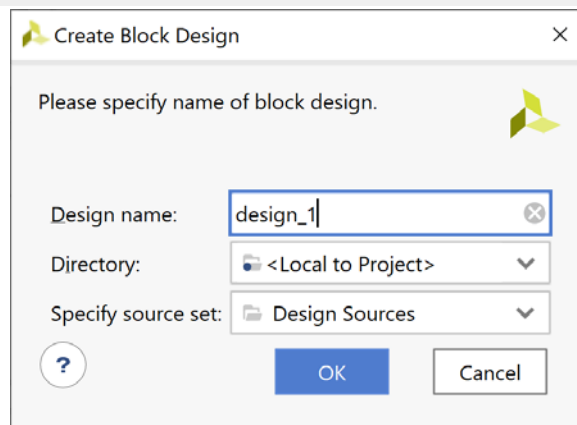 Create Block Design
Please specify name of block design.
Design name: design_1
Directory: <Local to Project>
Specify source set: Design Sources
? OK Cancel